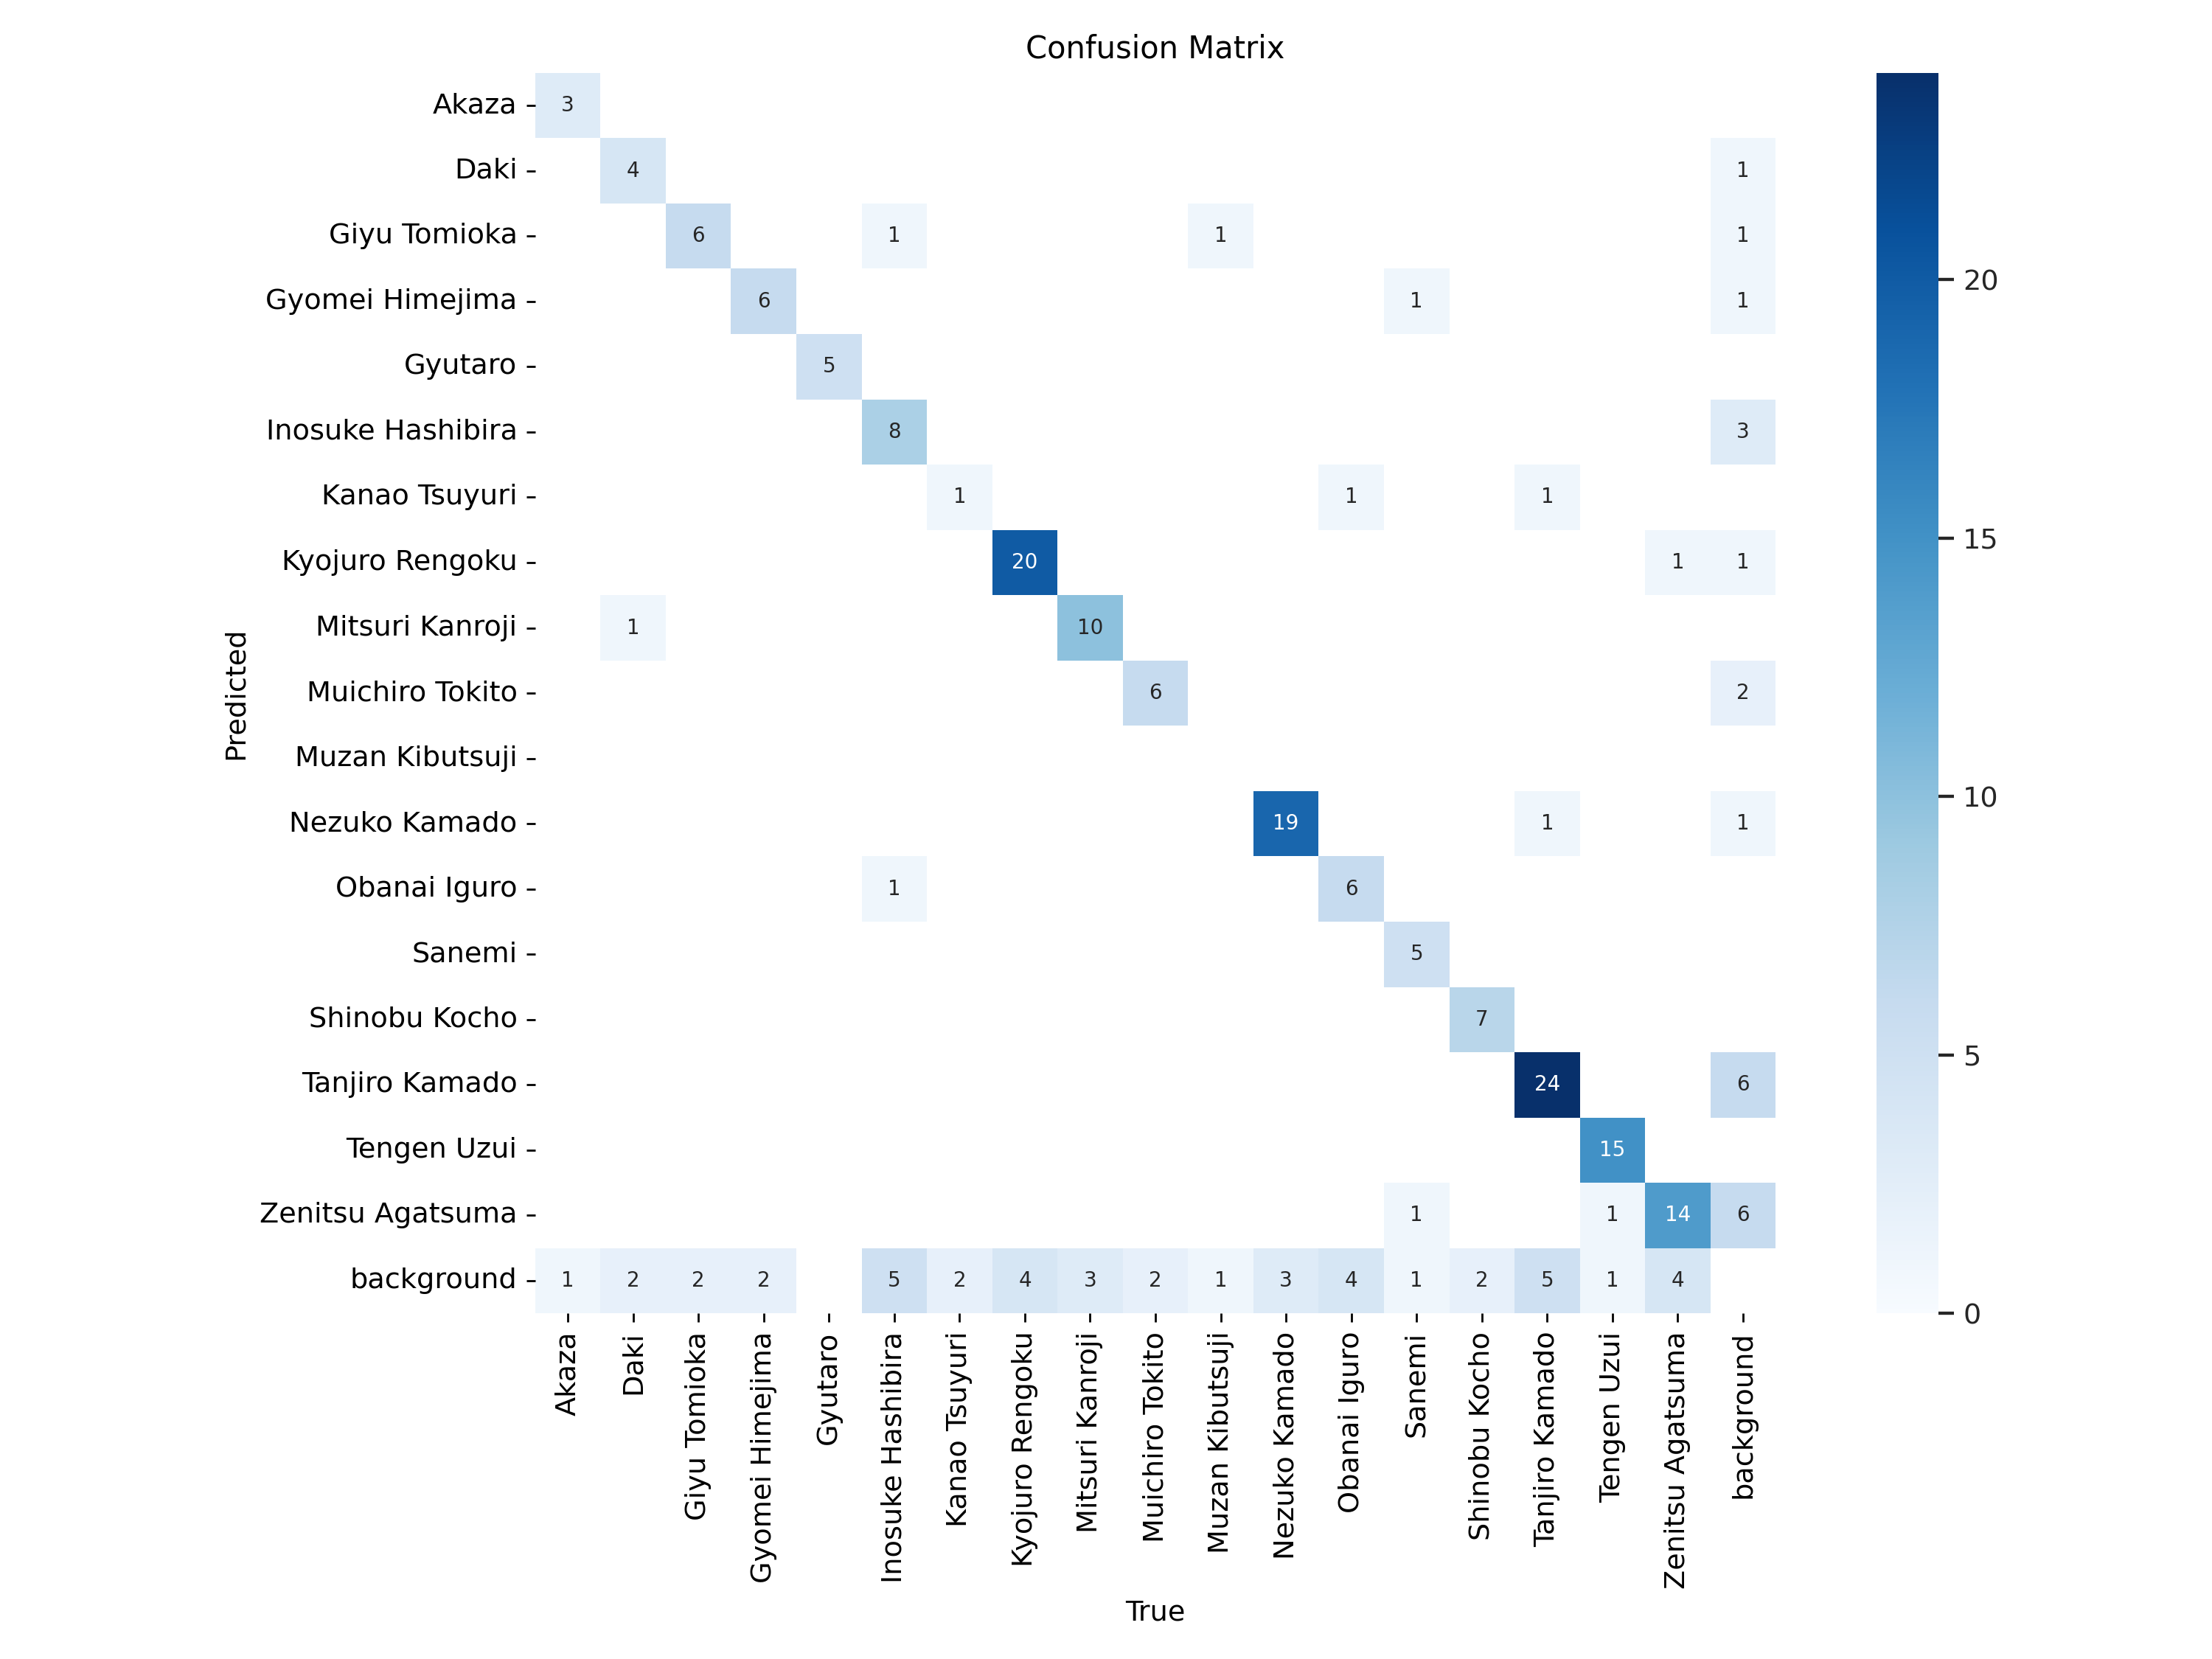 Confusion Matrix
Akaza 3
Daki 4 1
Giyu Tomioka 6 1 1 1
Gyomei Himejima 6 1 1
Gyutaro 5
Inosuke Hashibira 8 3
Kanao Tsuyuri 1 1 1
Kyojuro Rengoku 20 1 1
Mitsuri Kanroji 1 10
Muichiro Tokito 6 2
Muzan Kibutsuji
Nezuko Kamado 19 1 1
Obanai Iguro 1 6
Sanemi 5
Shinobu Kocho 7
Tanjiro Kamado 24 6
Tengen Uzui 15
Zenitsu Agatsuma 1 1 14 6
background 1 2 2 2 5 2 4 3 2 1 3 4 1 2 5 1 4
Predicted
Akaza
Daki
Giyu Tomioka
Gyomei Himejima
Gyutaro
Inosuke Hashibira
Kanao Tsuyuri
Kyojuro Rengoku
Mitsuri Kanroji
Muichiro Tokito
Muzan Kibutsuji
Nezuko Kamado
Obanai Iguro
Sanemi
Shinobu Kocho
Tanjiro Kamado
Tengen Uzui
Zenitsu Agatsuma
background
True
20
15
10
5
0